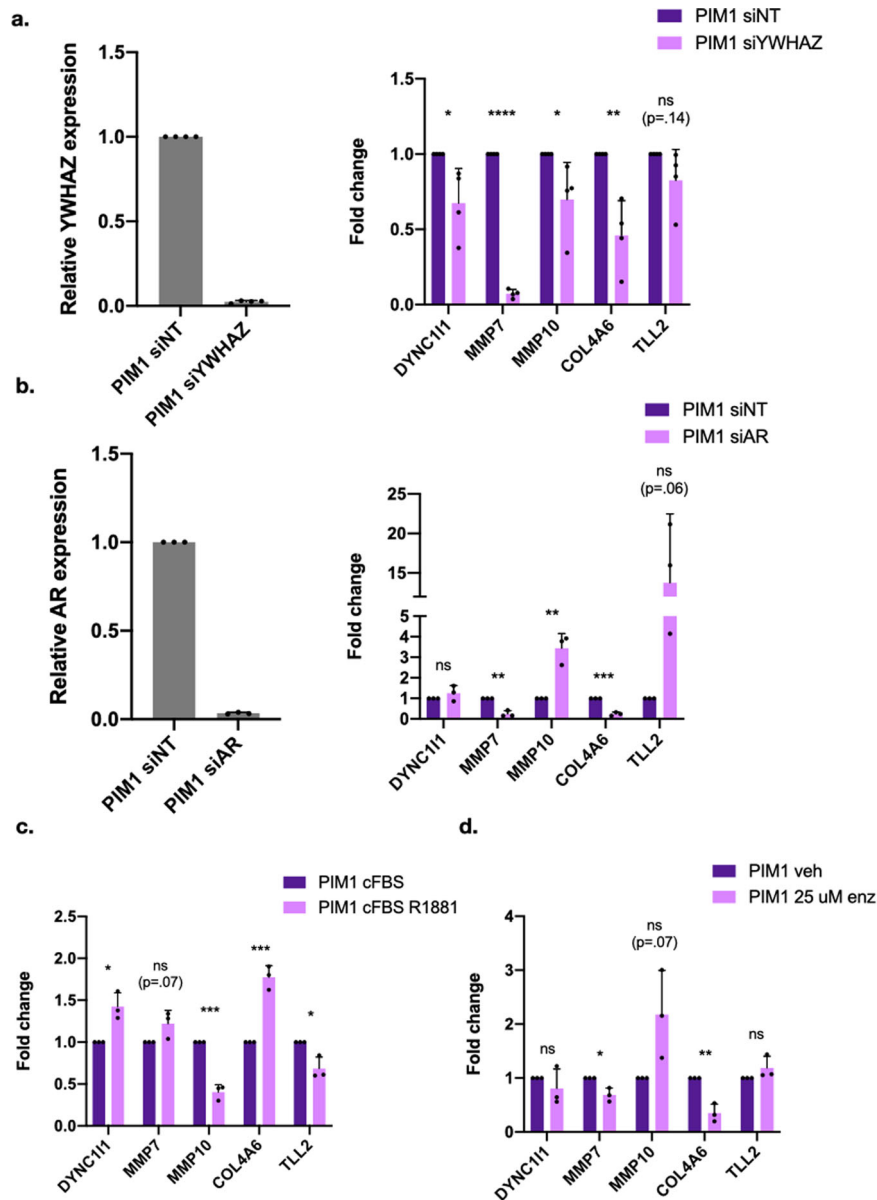 a.
PIM1 siNT
PIM1 siYWHAZ
Relative YWHAZ expression
1.5
1.0
0.5
0.0
PIM1 siNT
PIM1 siYWHAZ
Fold change
1.5
1.0
0.5
0.0
*
****
*
**
ns
(p=.14)
DYNC1I1
MMP7
MMP10
COL4A6
TLL2
b.
PIM1 siNT
PIM1 siAR
Relative AR expression
1.5
1.0
0.5
0.0
PIM1 siNT
PIM1 siAR
Fold change
25
20
15
5
4
3
2
1
0
ns
**
**
***
ns
(p=.06)
DYNC1I1
MMP7
MMP10
COL4A6
TLL2
c.
PIM1 cFBS
PIM1 cFBS R1881
Fold change
2.5
2.0
1.5
1.0
0.5
0.0
*
ns
(p=.07)
***
***
*
DYNC1I1
MMP7
MMP10
COL4A6
TLL2
d.
PIM1 veh
PIM1 25 uM enz
Fold change
4
3
2
1
0
ns
*
ns
(p=.07)
**
ns
DYNC1I1
MMP7
MMP10
COL4A6
TLL2